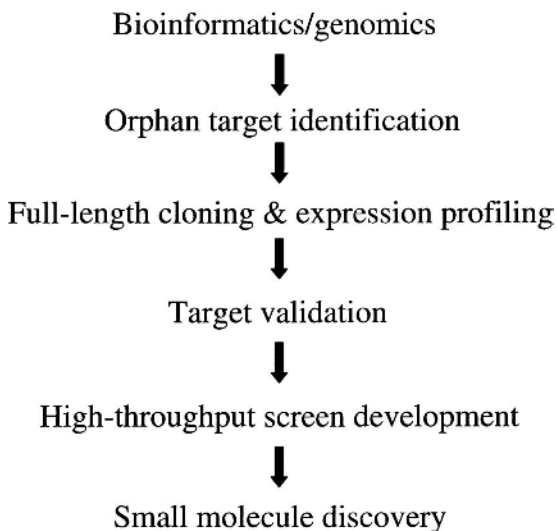 Bioinformatics/genomics
Orphan target identification
Full-length cloning & expression profiling
Target validation
High-throughput screen development
Small molecule discovery